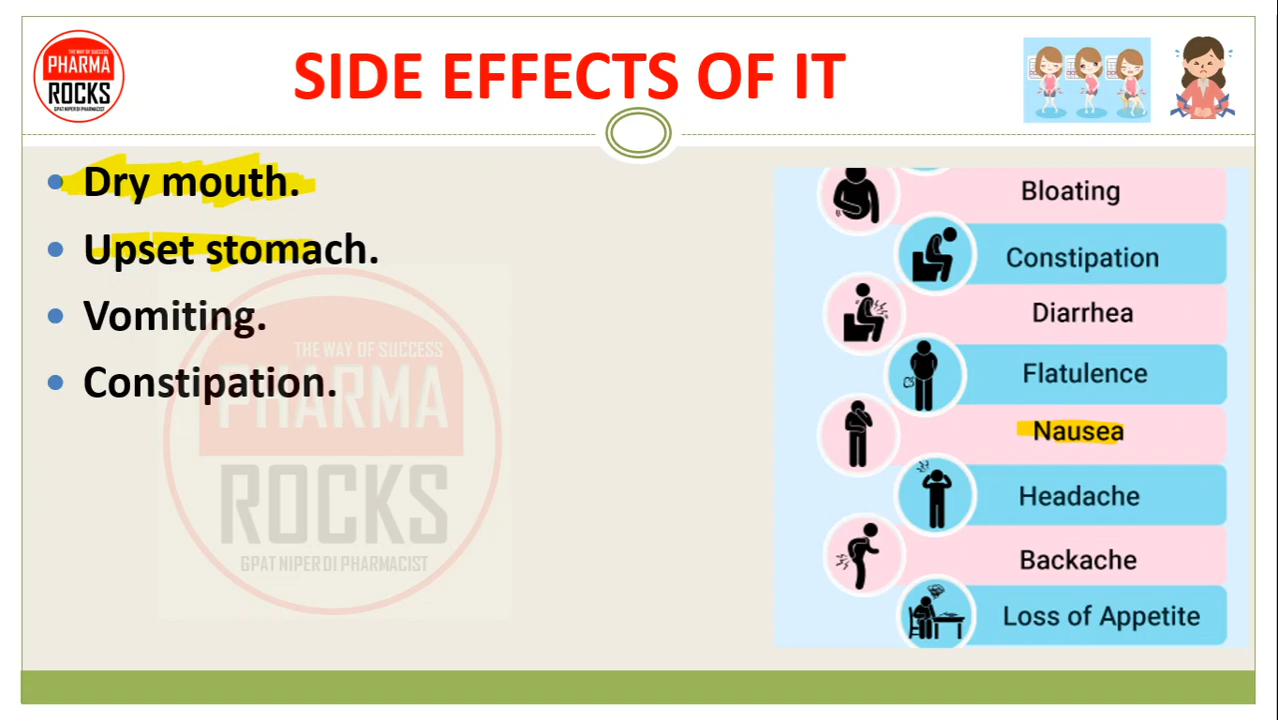 THE WAY OF SUCCESS
PHARMA
ROCKS
GPAT NIPER DI PHARMACIST
SIDE EFFECTS OF IT
• Dry mouth.
• Upset stomach.
• Vomiting.
• Constipation.
THE WAY OF SUCCESS
PHARMA
ROCKS
GPAT NIPER DI PHARMACIST
Bloating
Constipation
Diarrhea
Flatulence
Nausea
Headache
Backache
Loss of Appetite